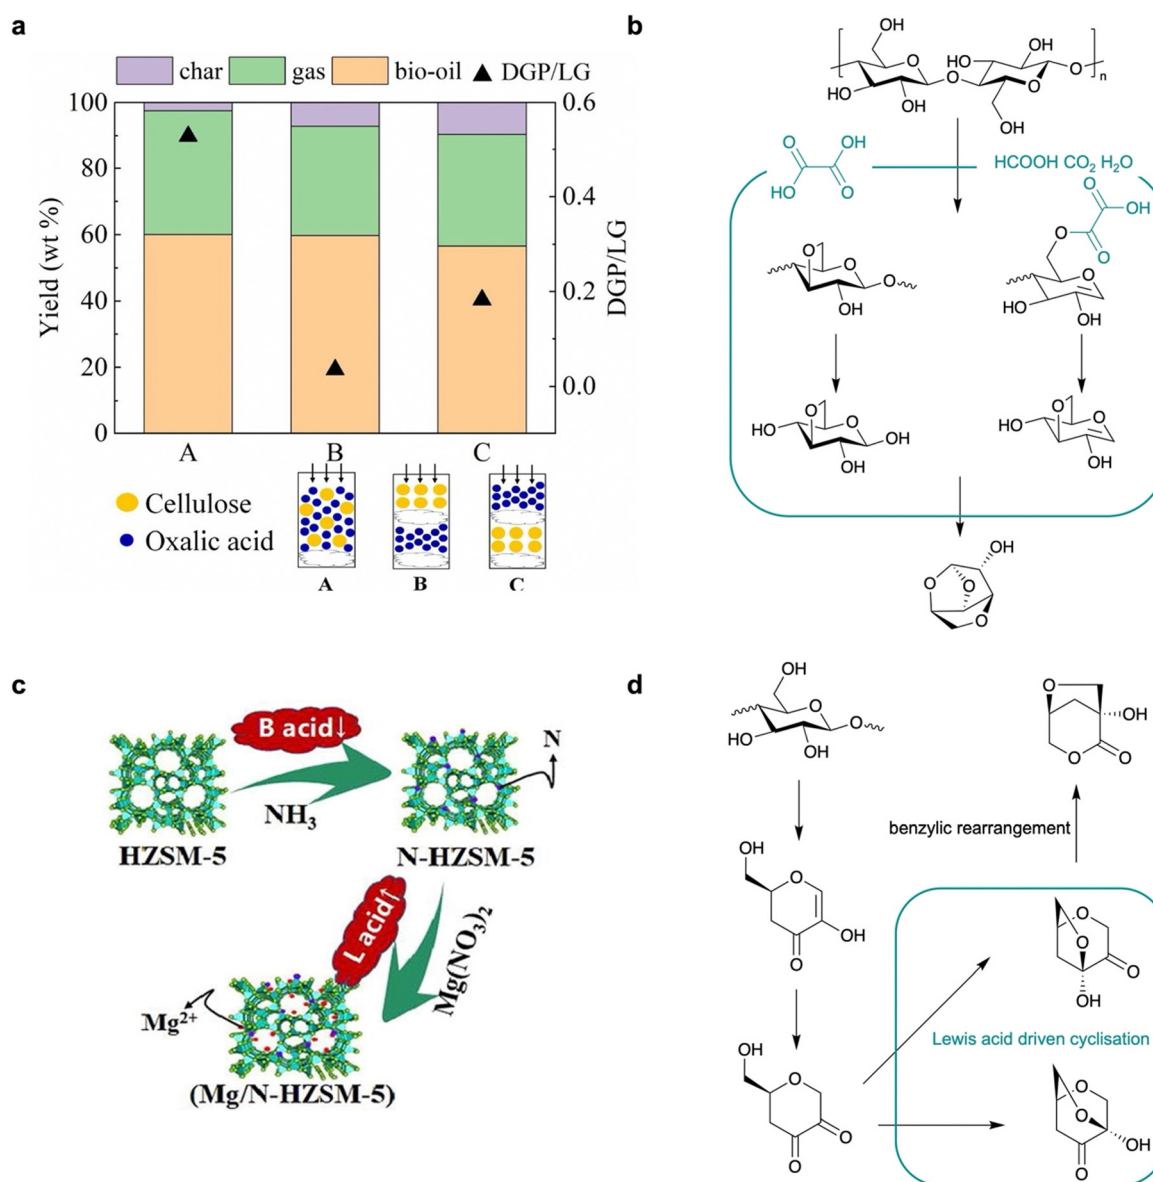 a
char
gas
bio-oil
DGP/LG
Yield (wt %)
100
80
60
40
20
0
0.6
0.4
0.2
0.0
DGP/LG
A
B
C
Cellulose
Oxalic acid
A
B
C
b
OH
O
HO
OH
O
OH
HO
O
O
n
OH
O
OH
HO
O
HCOOH CO2 H2O
O
OH
O
O
O
O
O
OH
O
HO
OH
O
HO
O
OH
OH
O
HO
O
OH
OH
O
O
O
c
B acid↓
NH3
N
HZSM-5
N-HZSM-5
L acid↑
Mg(NO3)2
Mg2+
(Mg/N-HZSM-5)
d
OH
O
O
HO
OH
O
OH
O
O
benzylic rearrangement
OH
O
OH
O
O
O
O
OH
Lewis acid driven cyclisation
OH
O
O
O
O
O
OH
O